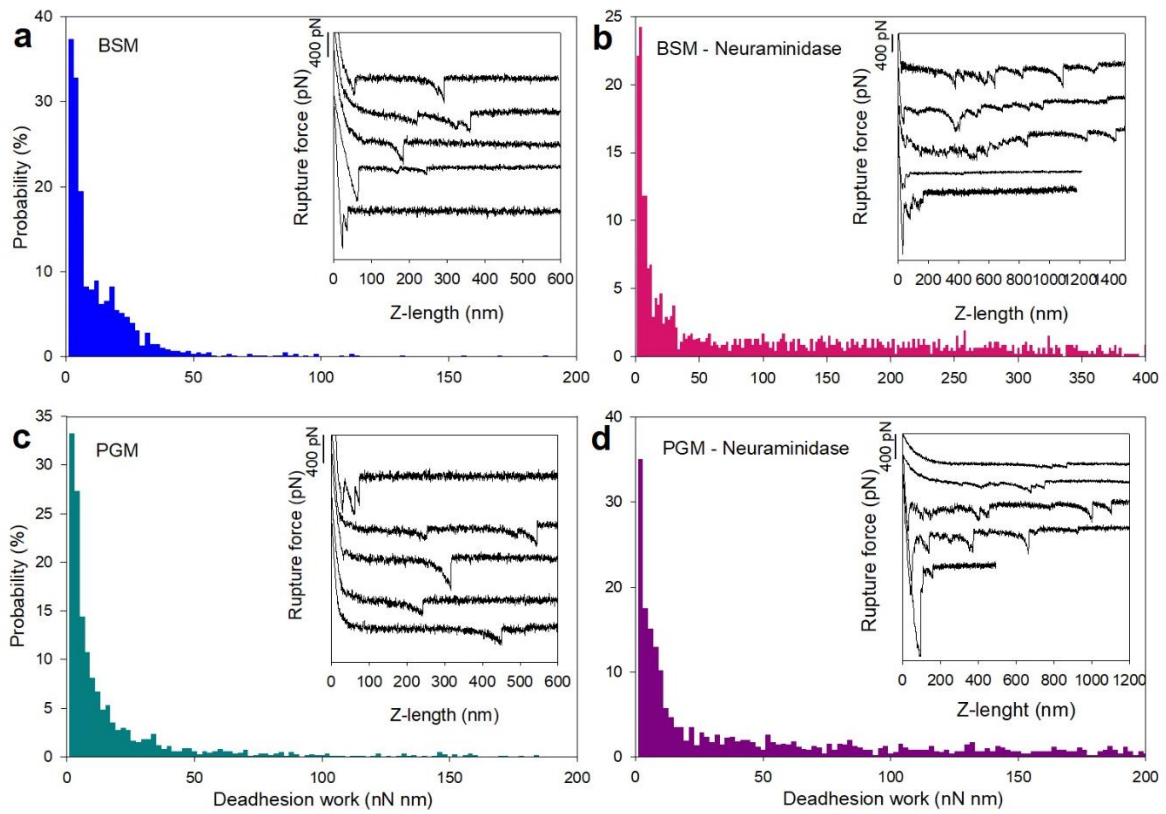 a
BSM
Probability (%)
40
30
20
10
0
0 50 100 150 200
400 pN
Rupture force (pN)
0 100 200 300 400 500 600
Z-length (nm)
b
BSM - Neuraminidase
25
20
15
10
5
0
0 50 100 150 200 250 300 350 400
400 pN
Rupture force (pN)
0 200 400 600 800 1000 1200 1400
Z-length (nm)
c
PGM
Probability (%)
35
30
25
20
15
10
5
0
0 50 100 150 200
Deadhesion work (nN nm)
400 pN
Rupture force (pN)
0 100 200 300 400 500 600
Z-length (nm)
d
PGM - Neuraminidase
40
30
20
10
0
0 50 100 150 200
Deadhesion work (nN nm)
400 pN
Rupture force (pN)
0 200 400 600 800 1000 1200
Z-lenght (nm)